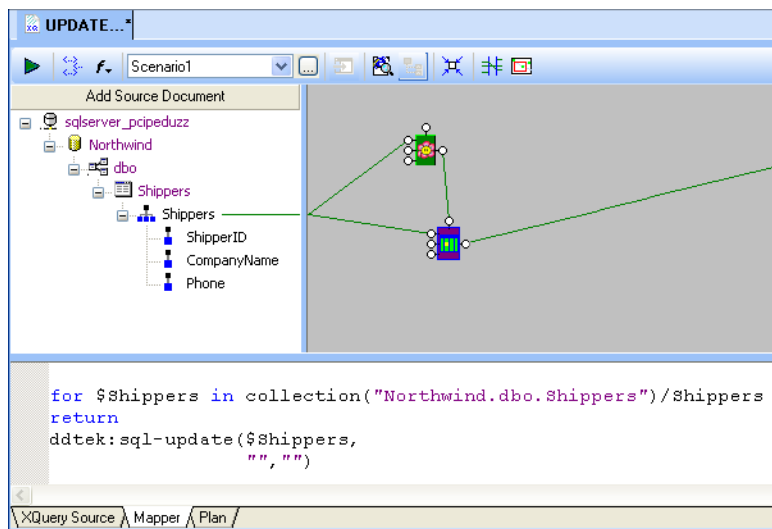 UPDATE...*
Scenario1
Add Source Document
sqlserver_pcipeduzz
Northwind
dbo
Shippers
Shippers
ShipperID
CompanyName
Phone
for $Shippers in collection("Northwind.dbo.Shippers")/Shippers
return
ddtek:sql-update($Shippers,
"","")
XQuery Source Mapper Plan